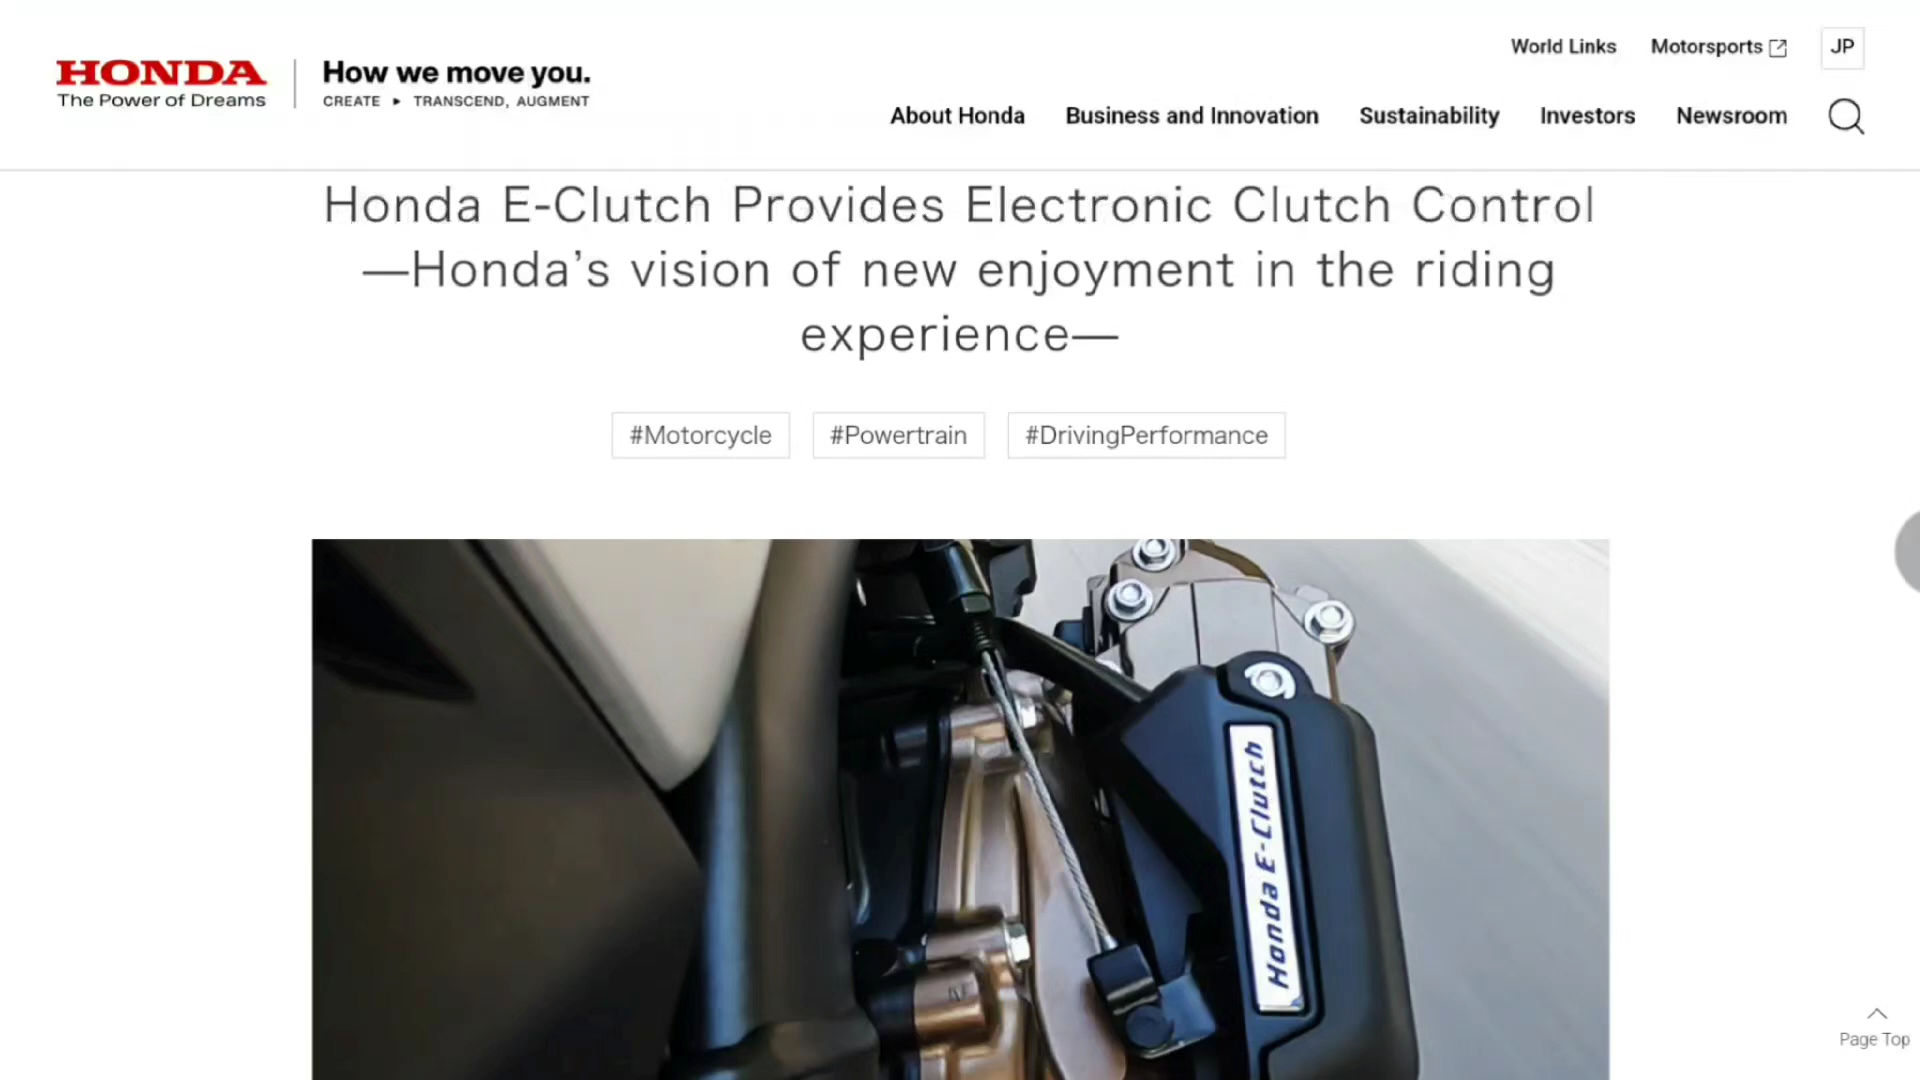 World Links
Motorsports
JP
HONDA
The Power of Dreams
How we move you.
CREATE ▸ TRANSCEND, AUGMENT
About Honda
Business and Innovation
Sustainability
Investors
Newsroom
Honda E-Clutch Provides Electronic Clutch Control
—Honda’s vision of new enjoyment in the riding
experience—
#Motorcycle
#Powertrain
#DrivingPerformance
Honda E-Clutch
Page Top